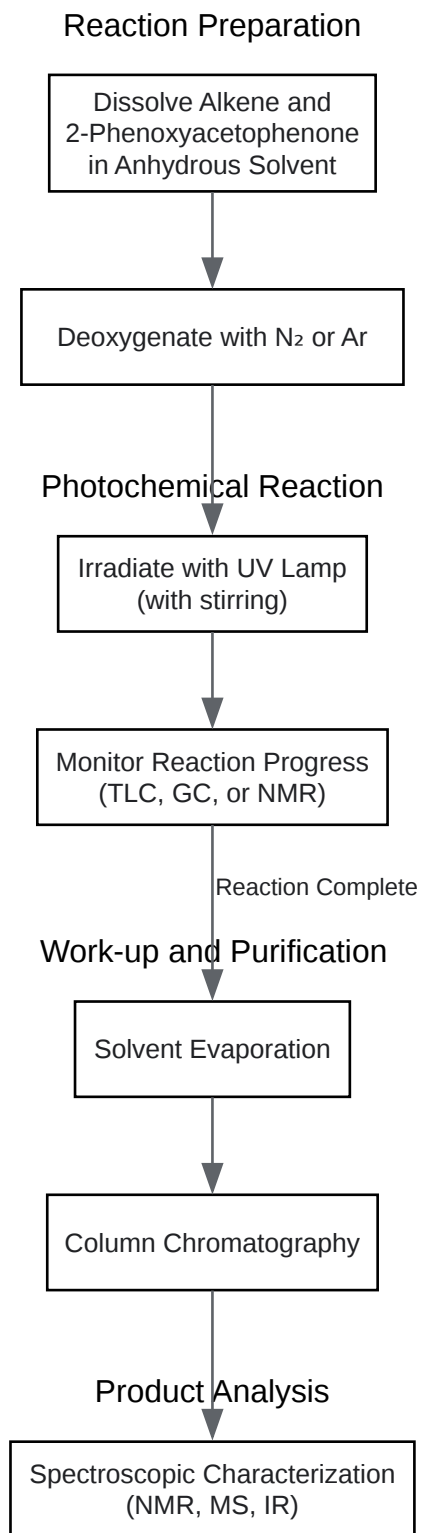 Reaction Preparation
Dissolve Alkene and
2-Phenoxyacetophenone
in Anhydrous Solvent
Deoxygenate with N₂ or Ar
Photochemical Reaction
Irradiate with UV Lamp
(with stirring)
Monitor Reaction Progress
(TLC, GC, or NMR)
Reaction Complete
Work-up and Purification
Solvent Evaporation
Column Chromatography
Product Analysis
Spectroscopic Characterization
(NMR, MS, IR)